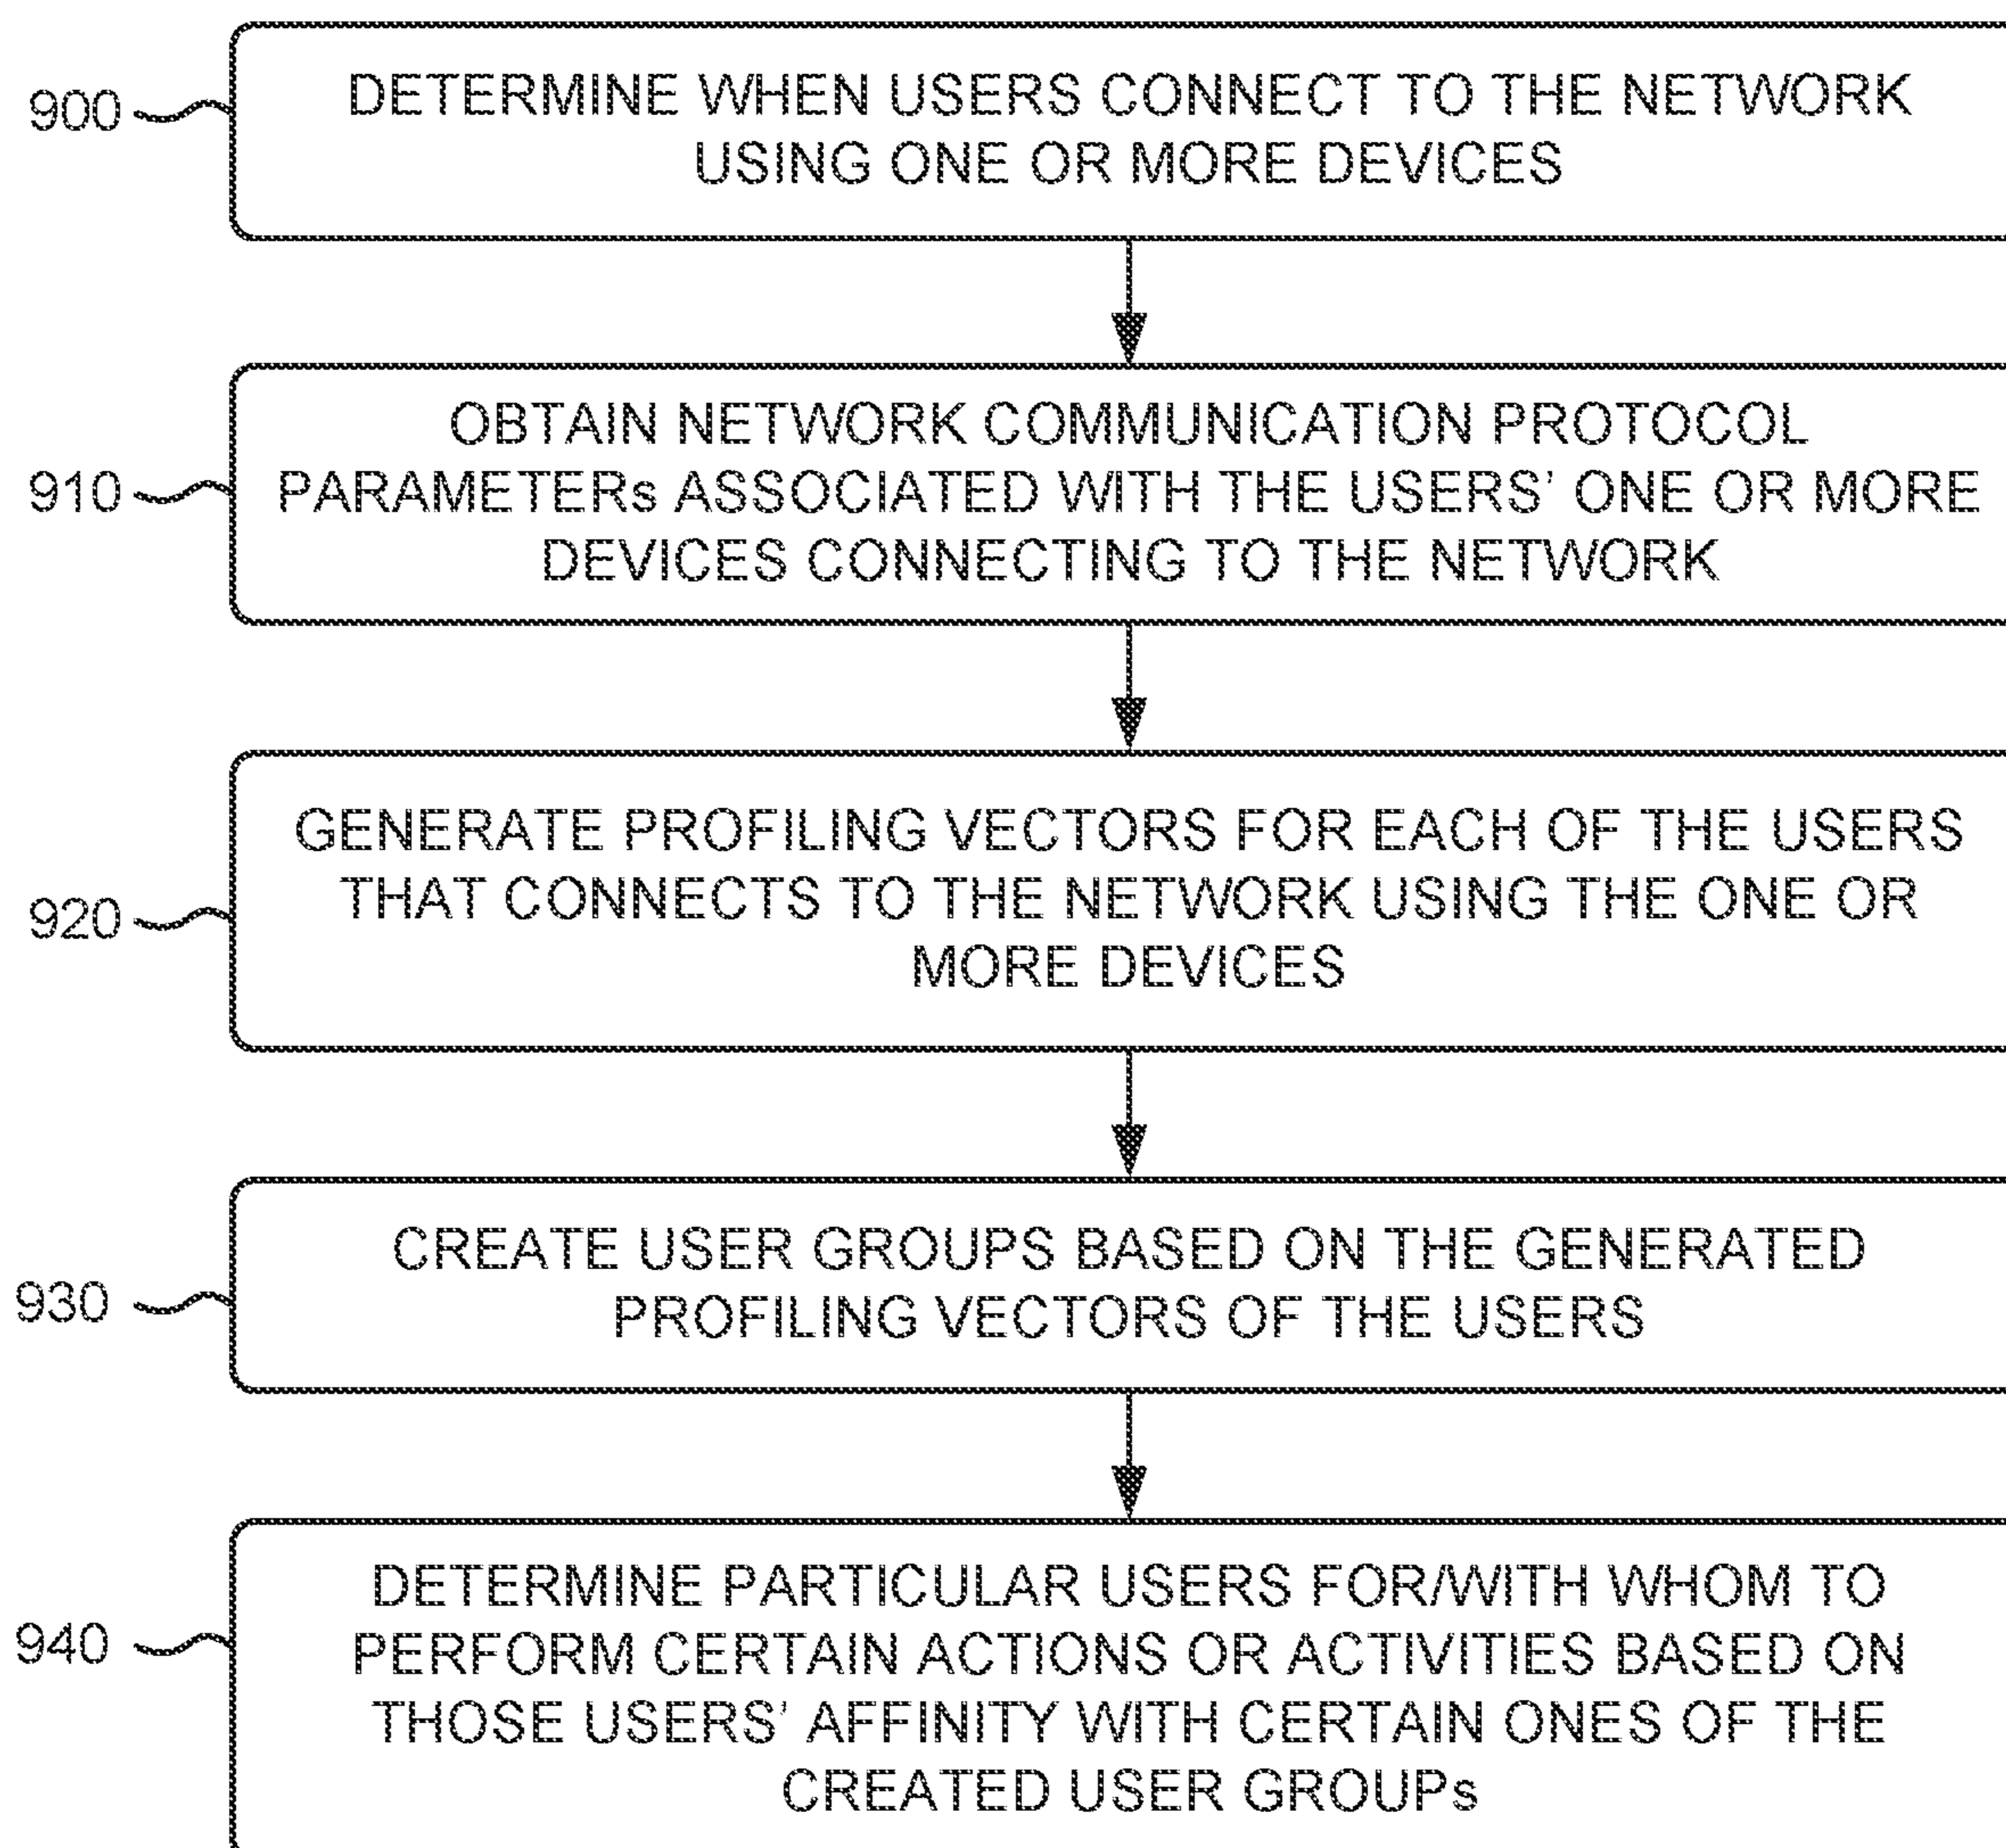 900
DETERMINE WHEN USERS CONNECT TO THE NETWORK
USING ONE OR MORE DEVICES
910
OBTAIN NETWORK COMMUNICATION PROTOCOL
PARAMETERs ASSOCIATED WITH THE USERS’ ONE OR MORE
DEVICES CONNECTING TO THE NETWORK
920
GENERATE PROFILING VECTORS FOR EACH OF THE USERS
THAT CONNECTS TO THE NETWORK USING THE ONE OR
MORE DEVICES
930
CREATE USER GROUPS BASED ON THE GENERATED
PROFILING VECTORS OF THE USERS
940
DETERMINE PARTICULAR USERS FOR/WITH WHOM TO
PERFORM CERTAIN ACTIONS OR ACTIVITIES BASED ON
THOSE USERS’ AFFINITY WITH CERTAIN ONES OF THE
CREATED USER GROUPs